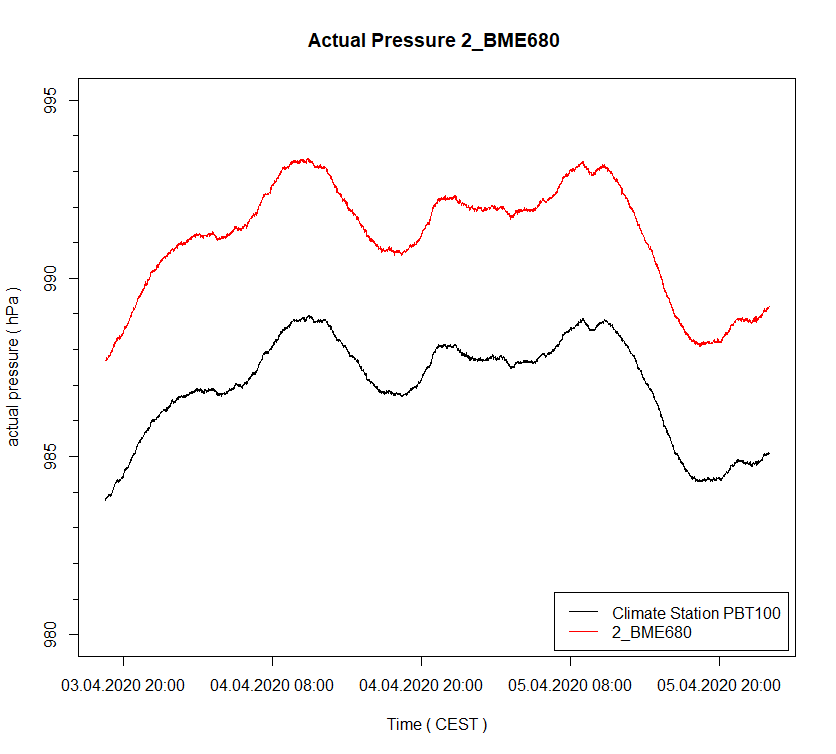 Actual Pressure 2_BME680
995
990
985
980
actual pressure ( hPa )
Climate Station PBT100
2_BME680
03.04.2020 20:00 04.04.2020 08:00 04.04.2020 20:00 05.04.2020 08:00 05.04.2020 20:00
Time ( CEST )